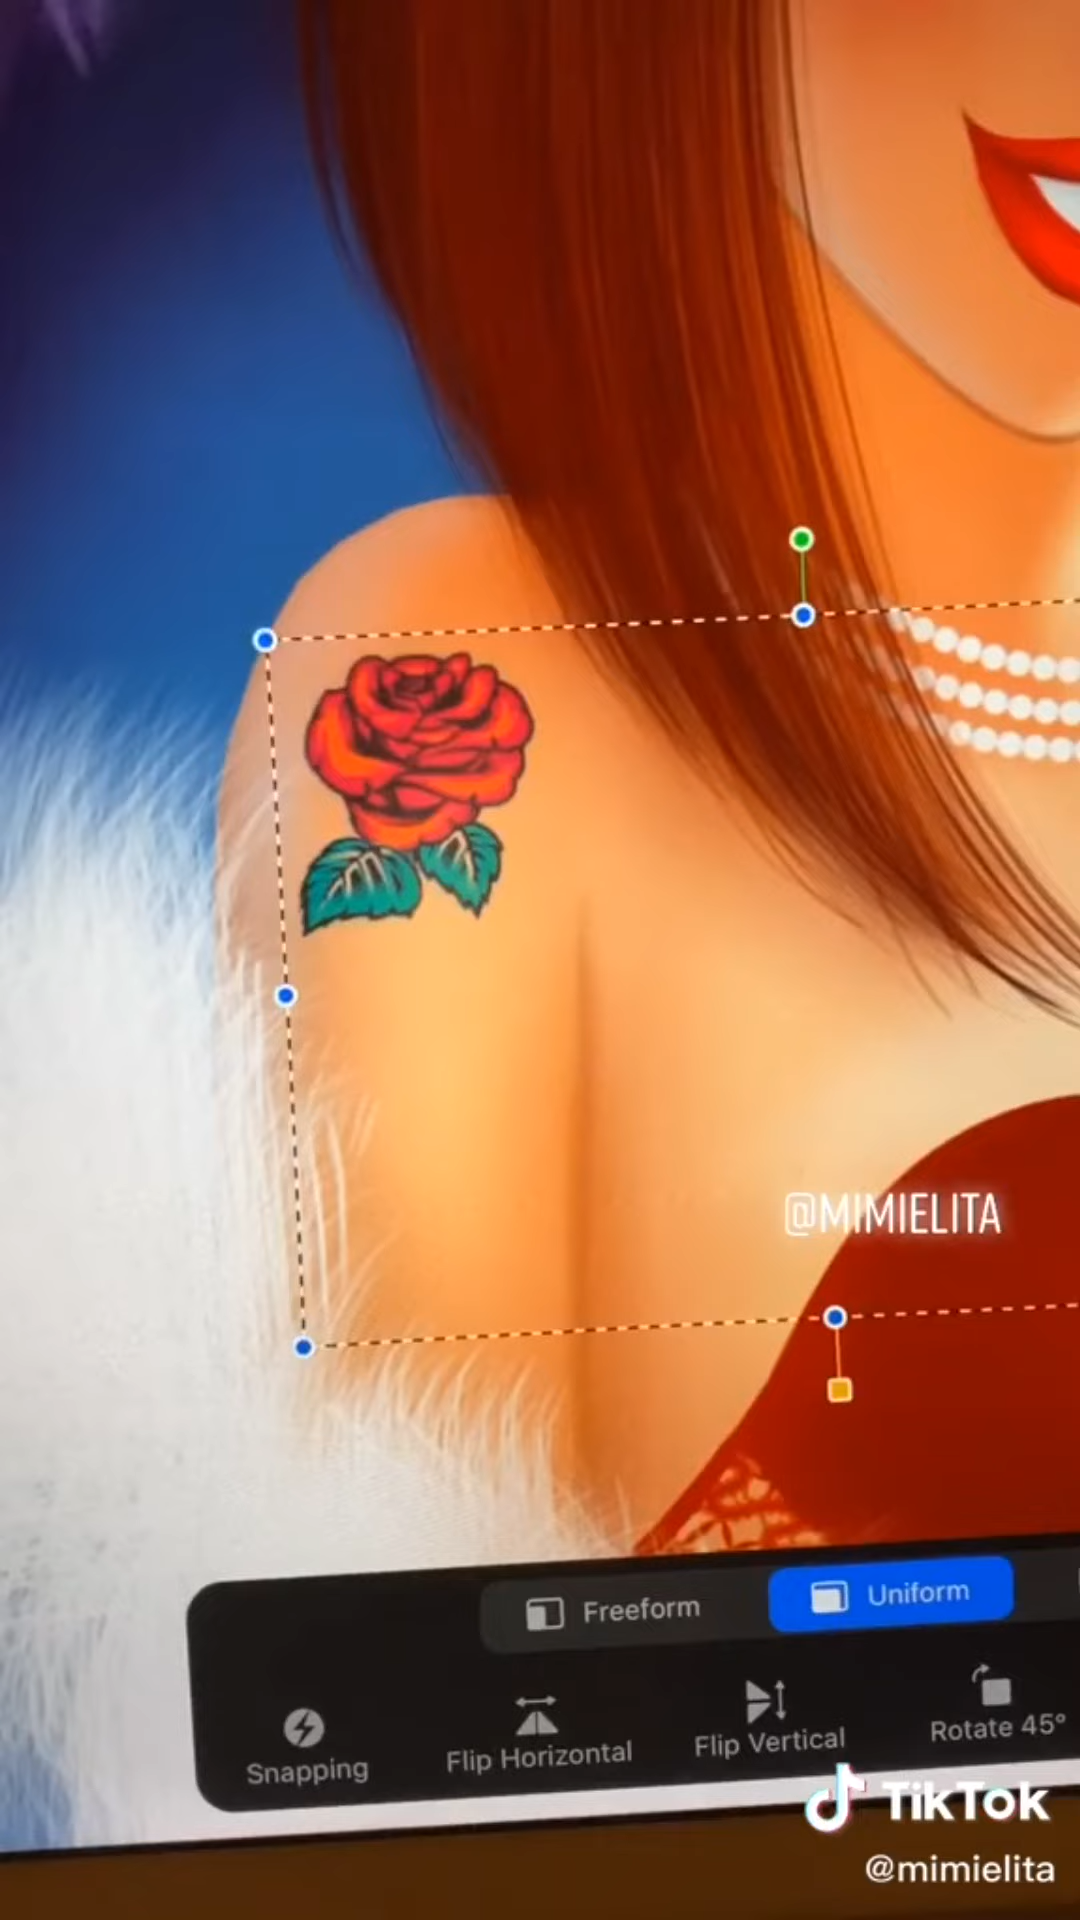 @MIMIELITA
Freeform
Uniform
Snapping
Flip Horizontal
Flip Vertical
Rotate 45°
TikTok
@mimielita